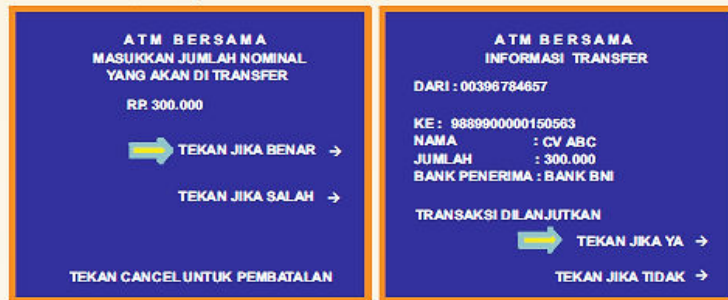 ATM BERSAMA
MASUKKAN JUMLAH NOMINAL
YANG AKAN DI TRANSFER
RP. 300.000
TEKAN JIKA BENAR →
TEKAN JIKA SALAH →
TEKAN CANCEL UNTUK PEMBATALAN
ATM BERSAMA
INFORMASI TRANSFER
DARI : 00396784657
KE : 9889900000150563
NAMA : CV ABC
JUMLAH : 300.000
BANK PENERIMA : BANK BNI
TRANSAKSI DILANJUTKAN
TEKAN JIKA YA →
TEKAN JIKA TIDAK →